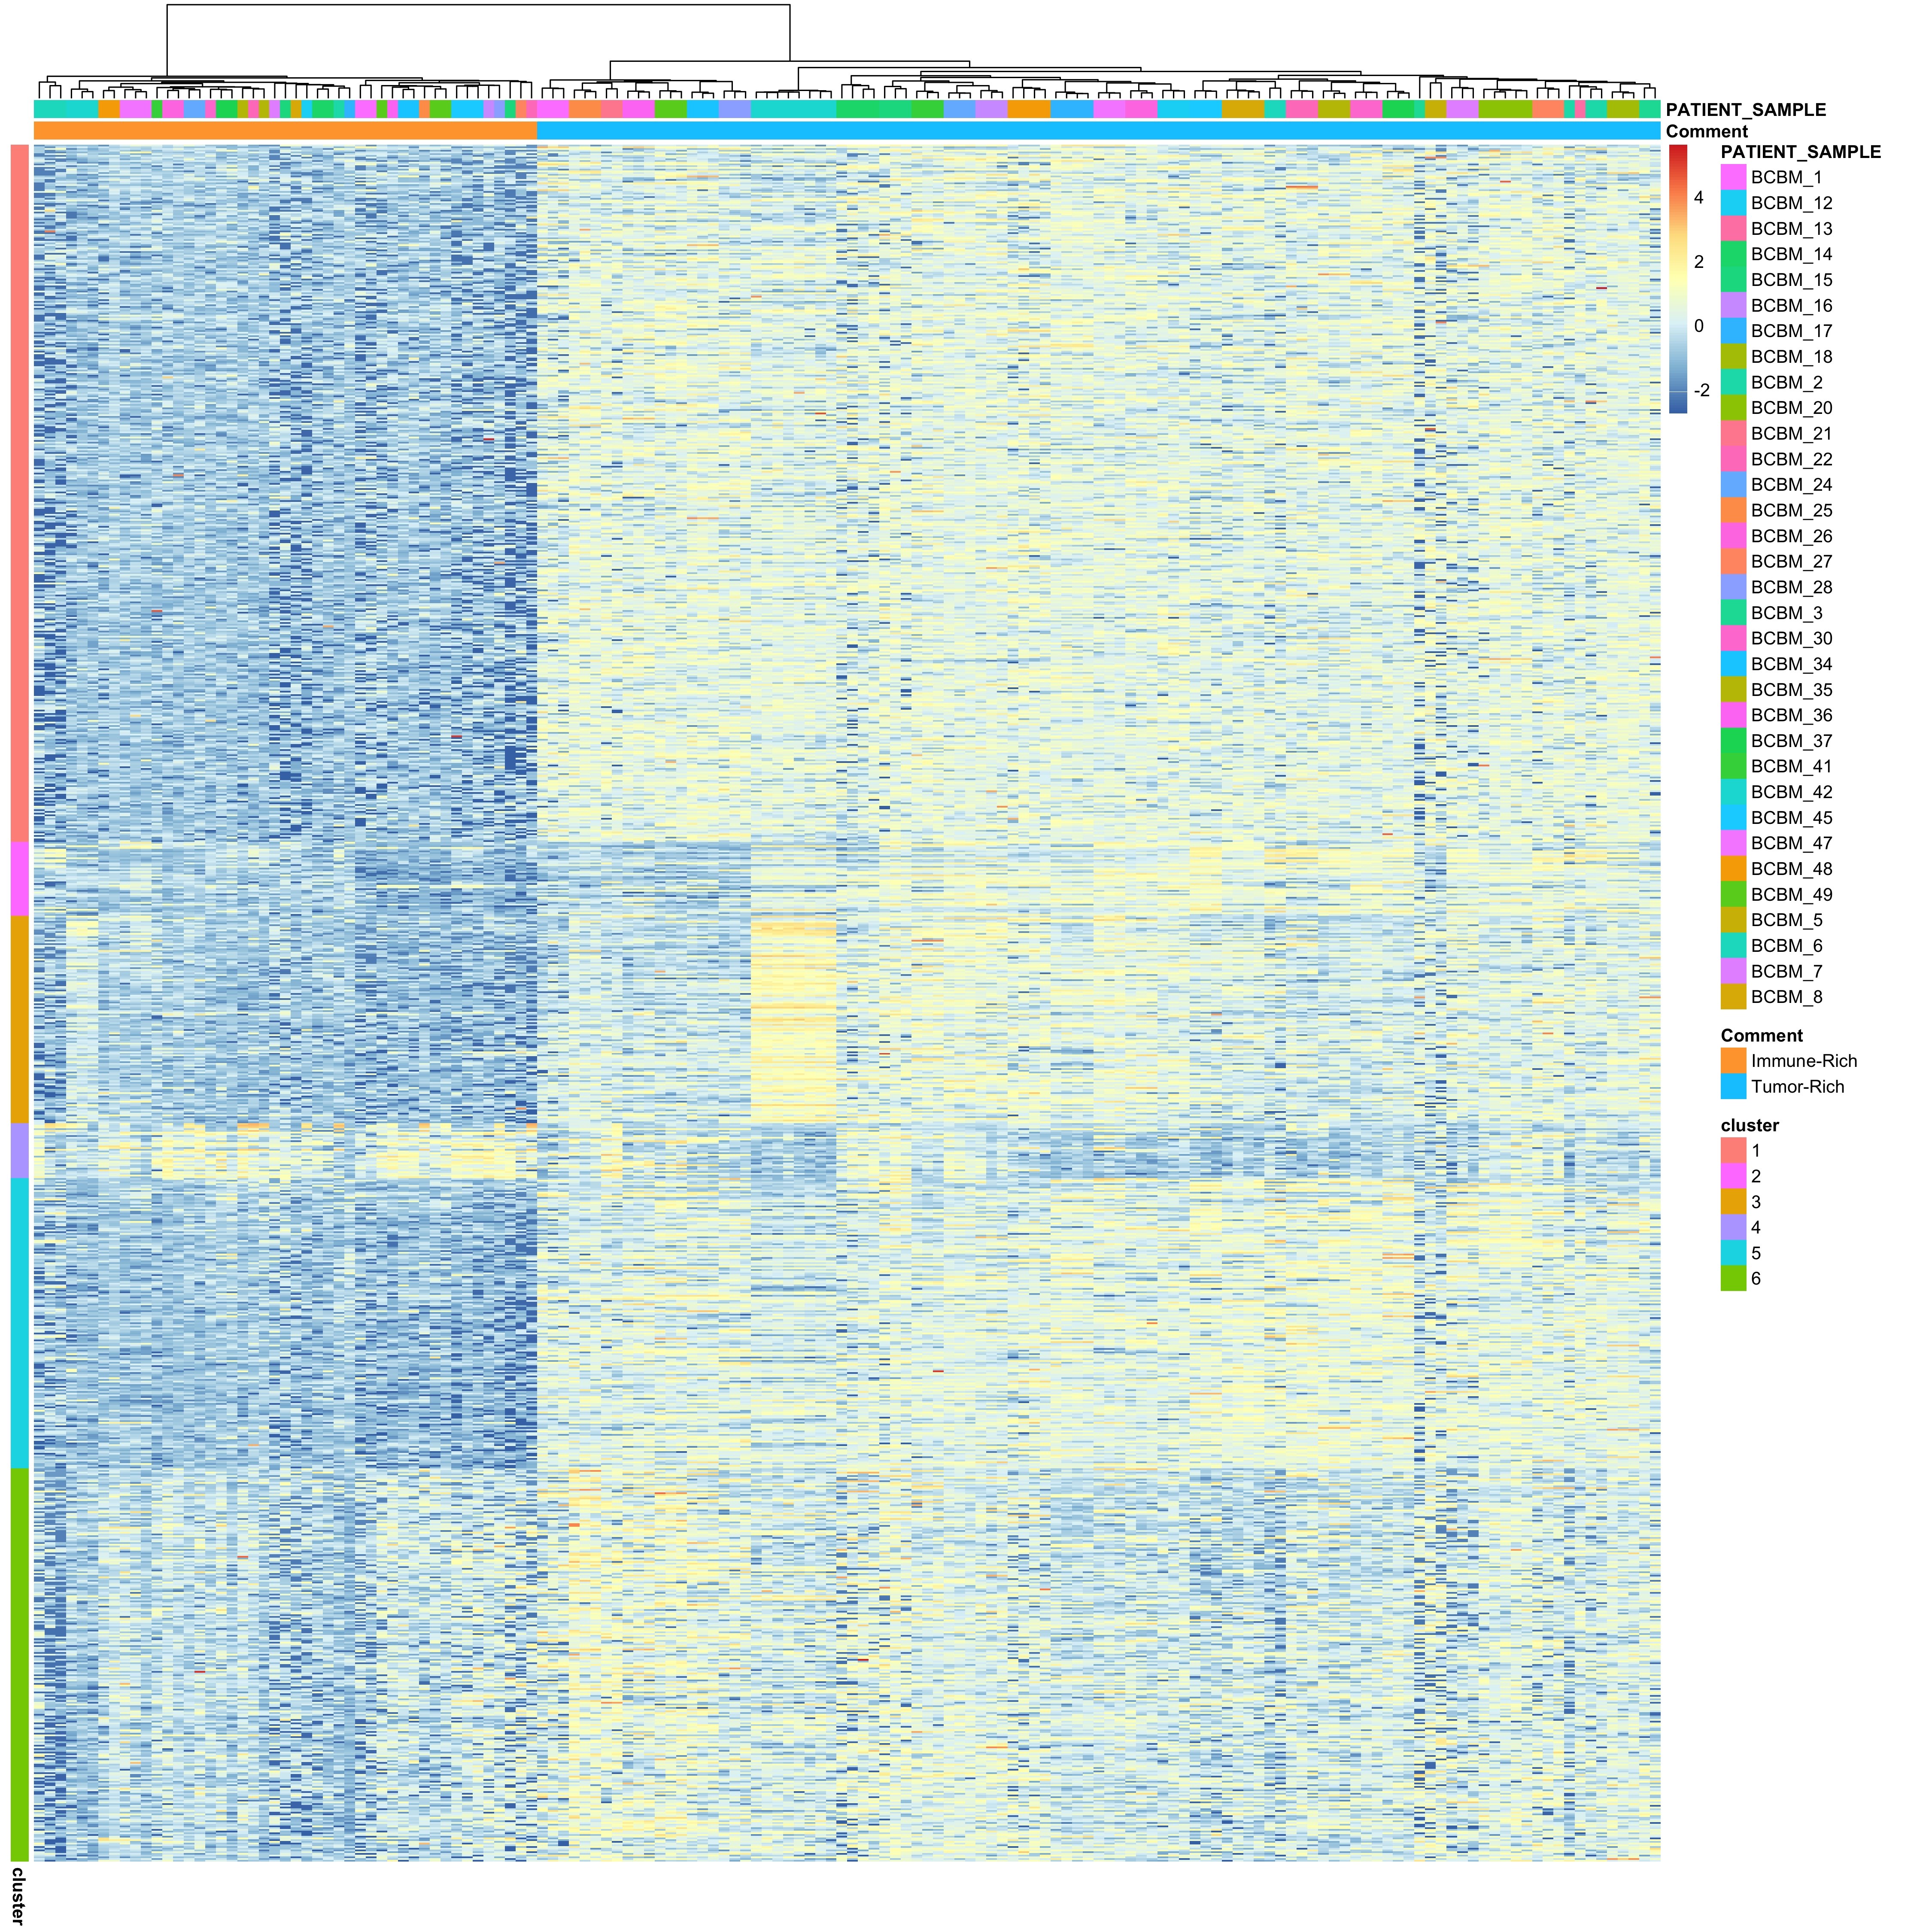 PATIENT_SAMPLE
Comment
4
2
0
-2
PATIENT_SAMPLE
BCBM_1
BCBM_12
BCBM_13
BCBM_14
BCBM_15
BCBM_16
BCBM_17
BCBM_18
BCBM_2
BCBM_20
BCBM_21
BCBM_22
BCBM_24
BCBM_25
BCBM_26
BCBM_27
BCBM_28
BCBM_3
BCBM_30
BCBM_34
BCBM_35
BCBM_36
BCBM_37
BCBM_41
BCBM_42
BCBM_45
BCBM_47
BCBM_48
BCBM_49
BCBM_5
BCBM_6
BCBM_7
BCBM_8
Comment
Immune-Rich
Tumor-Rich
cluster
1
2
3
4
5
6
cluster